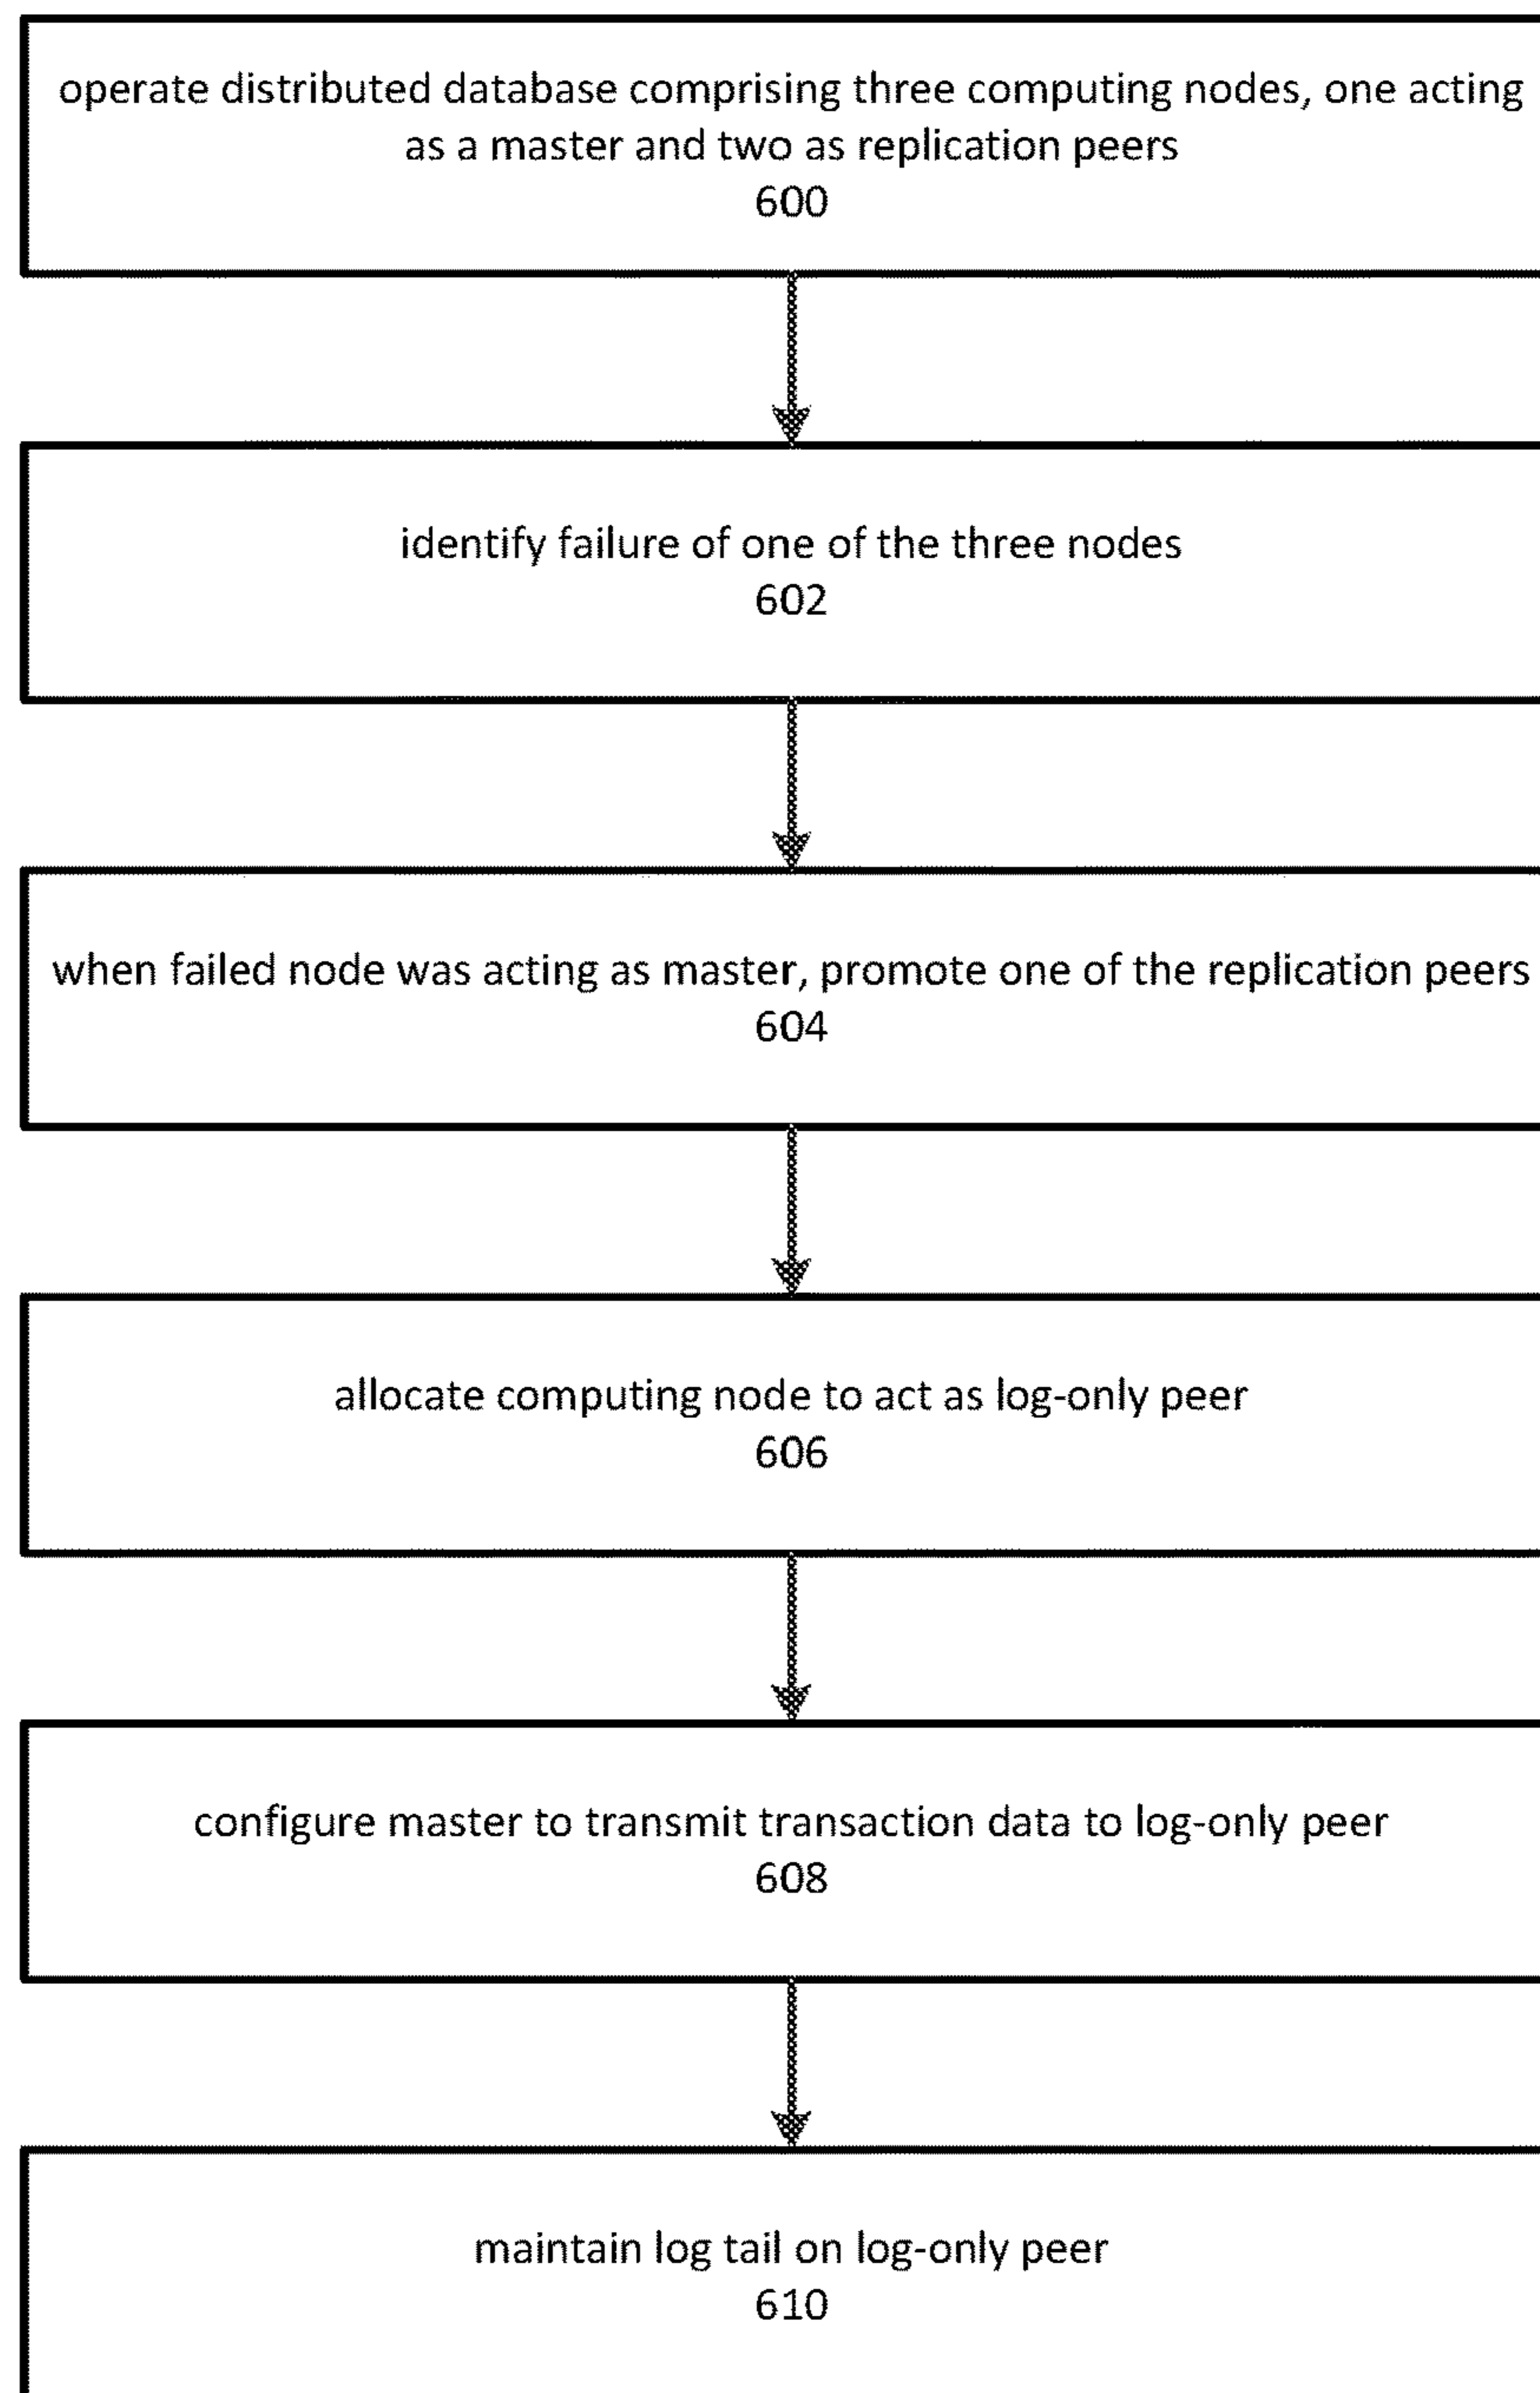 operate distributed database comprising three computing nodes, one acting
as a master and two as replication peers
600
identify failure of one of the three nodes
602
when failed node was acting as master, promote one of the replication peers
604
allocate computing node to act as log-only peer
606
configure master to transmit transaction data to log-only peer
608
maintain log tail on log-only peer
610